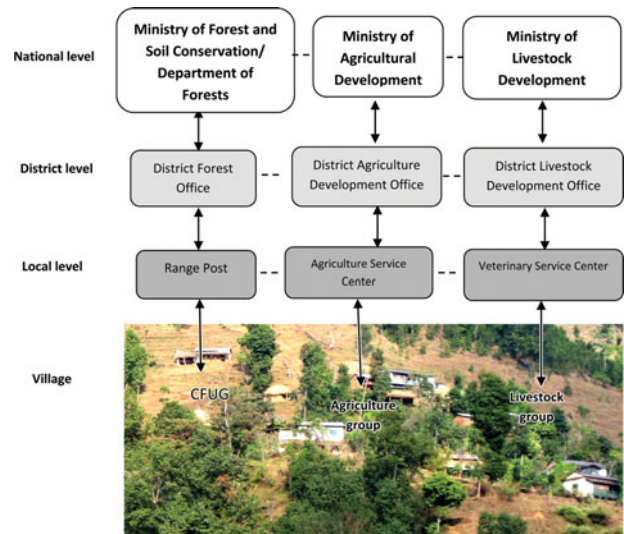 National level
Ministry of Forest and
Soil Conservation/
Department of
Forests
Ministry of
Agricultural
Development
Ministry of
Livestock
Development
District level
District Forest
Office
District Agriculture
Development Office
District Livestock
Development Office
Local level
Range Post
Agriculture Service
Center
Veterinary Service Center
Village
CFUG
Agriculture
group
Livestock
group